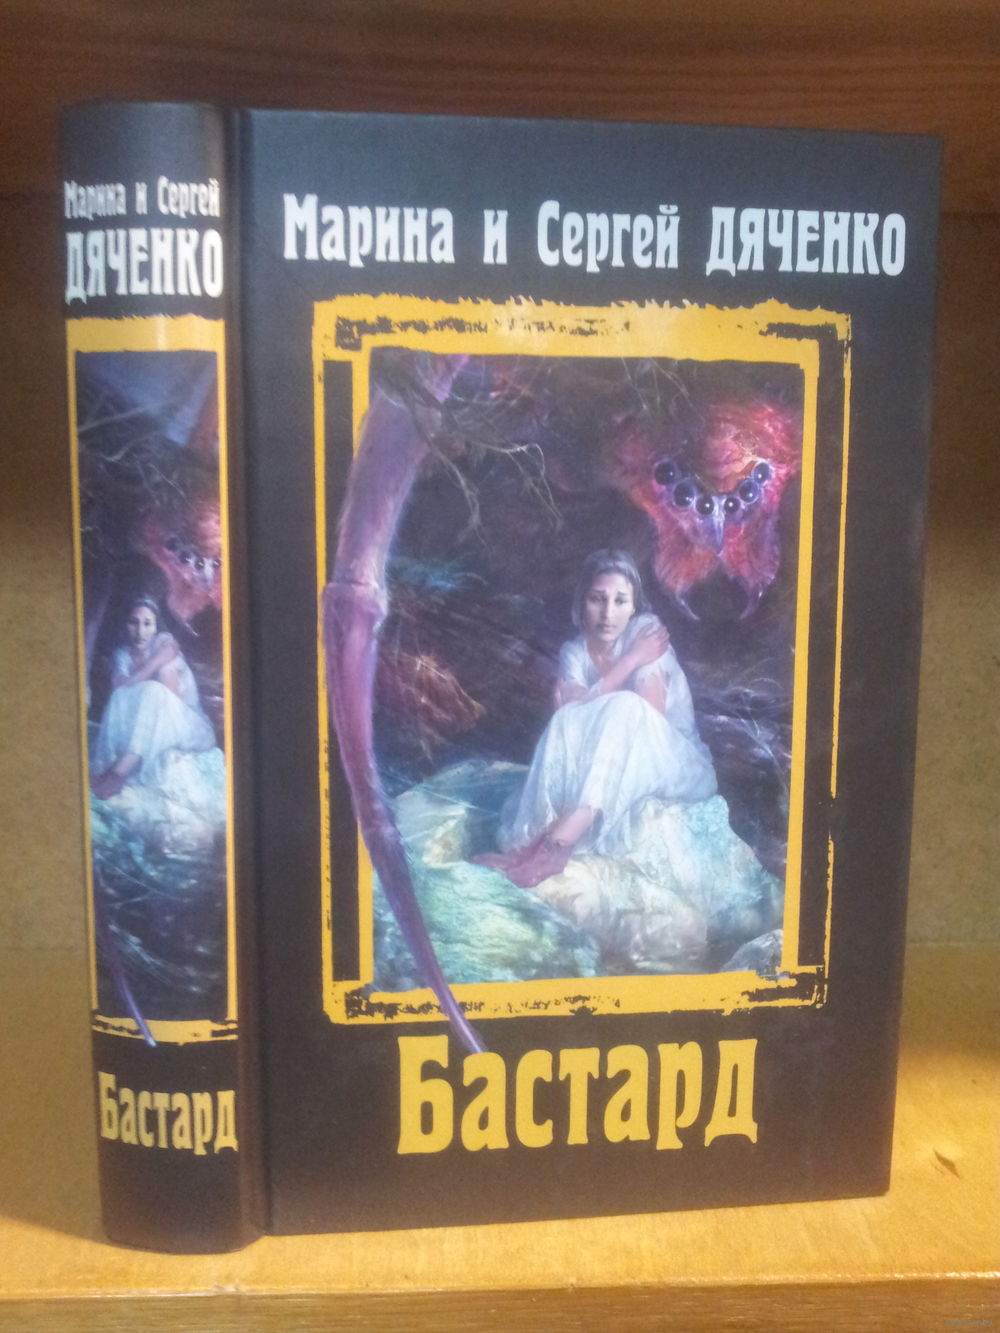 Марина и Сергей
ДЯЧЕНКО
Бастард
Марина и Сергей ДЯЧЕНКО
Бастард